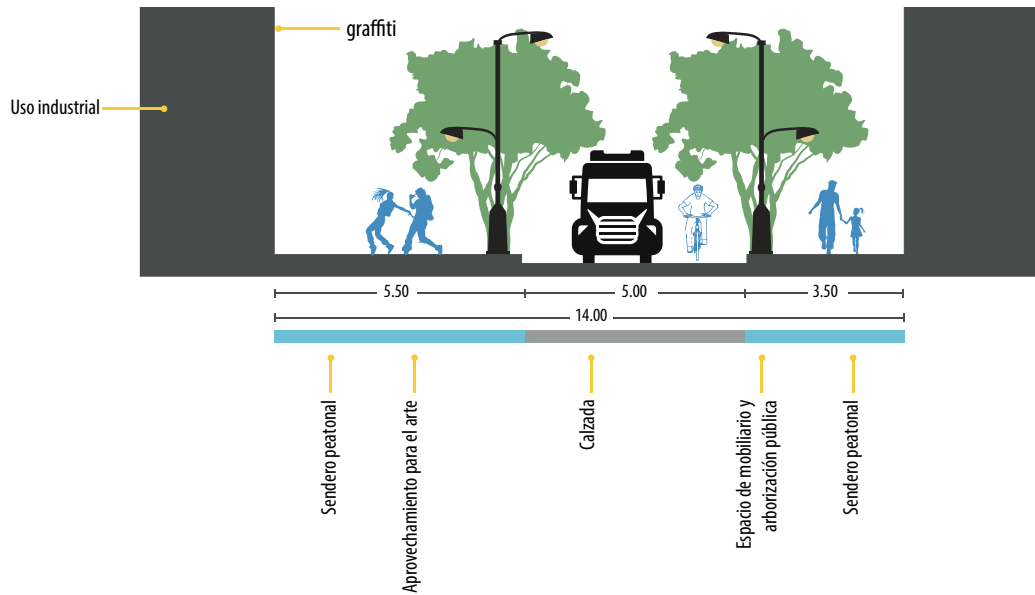 graffiti
Uso industrial
5.50
5.00
3.50
14.00
Sendero peatonal
Aprovechamiento para el arte
Calzada
Espacio de mobiliario y
arborización pública
Sendero peatonal